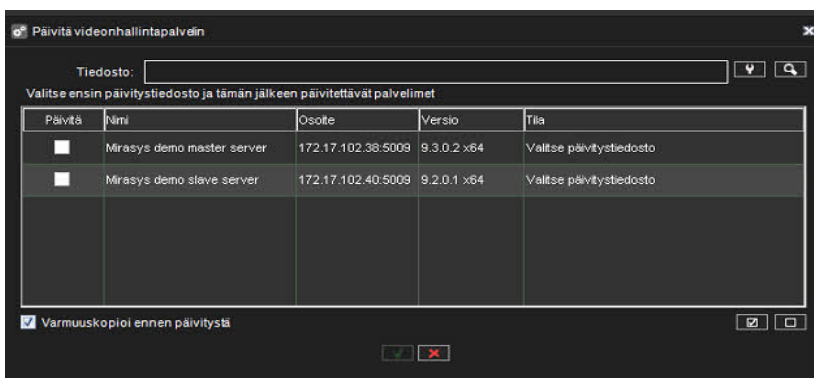 Päivitä videonhallintapalvelin
Tiedosto:
Valitse ensin päivitystiedosto ja tämän jälkeen päivitettävät palvelimet
Päivitä Nimi Osoite Versio Tila
Mirasys demo master server 172.17.102.38:5009 9.3.0.2 x64 Valitse päivitystiedosto
Mirasys demo slave server 172.17.102.40:5009 9.2.0.1 x64 Valitse päivitystiedosto
Varmuuskopioi ennen päivitystä